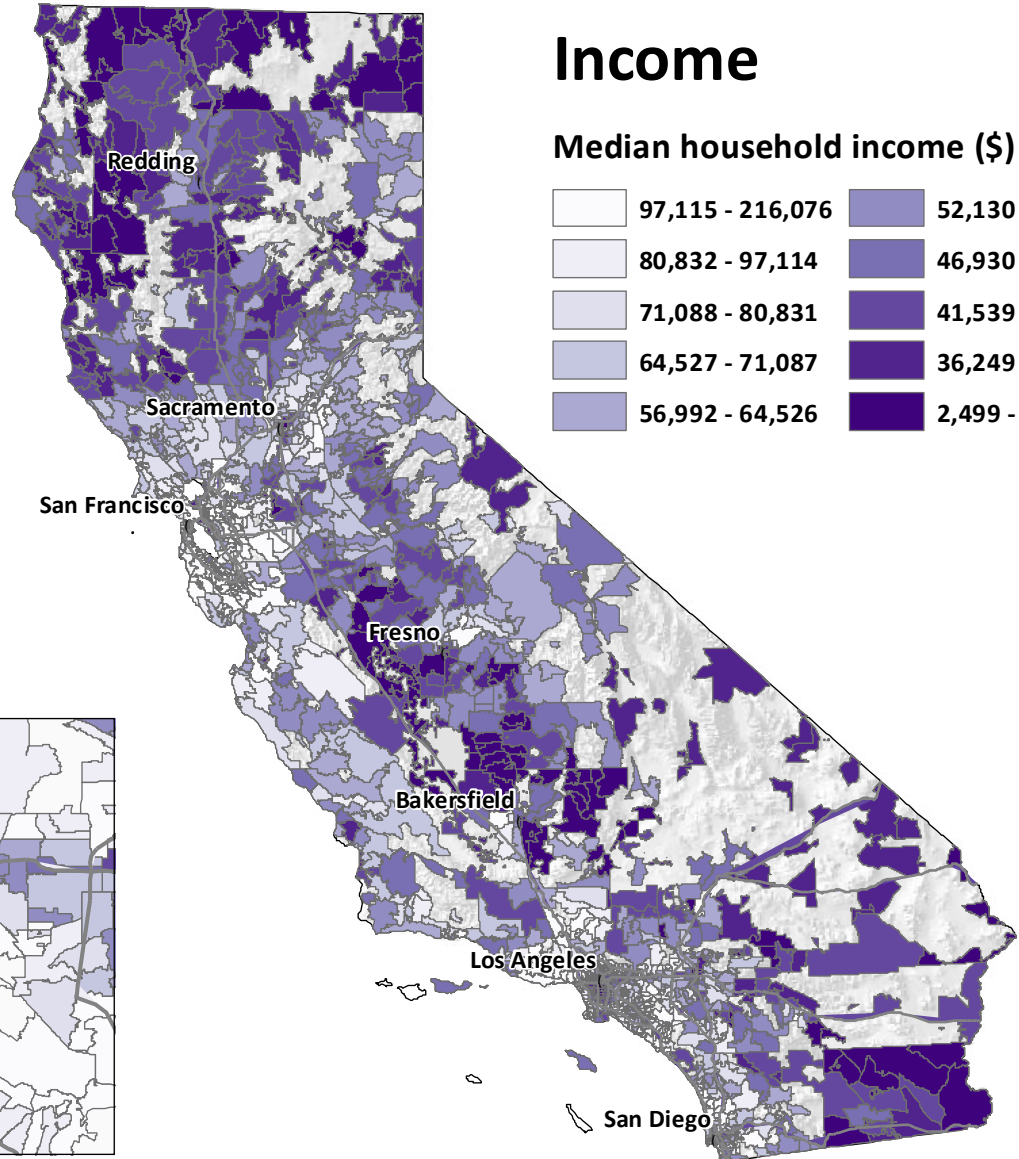 Income
Median household income ($)
97,115 - 216,076
80,832 - 97,114
71,088 - 80,831
64,527 - 71,087
56,992 - 64,526
52,130
46,930
41,539
36,249
2,499 -
Redding
Sacramento
San Francisco
Fresno
Bakersfield
Los Angeles
San Diego